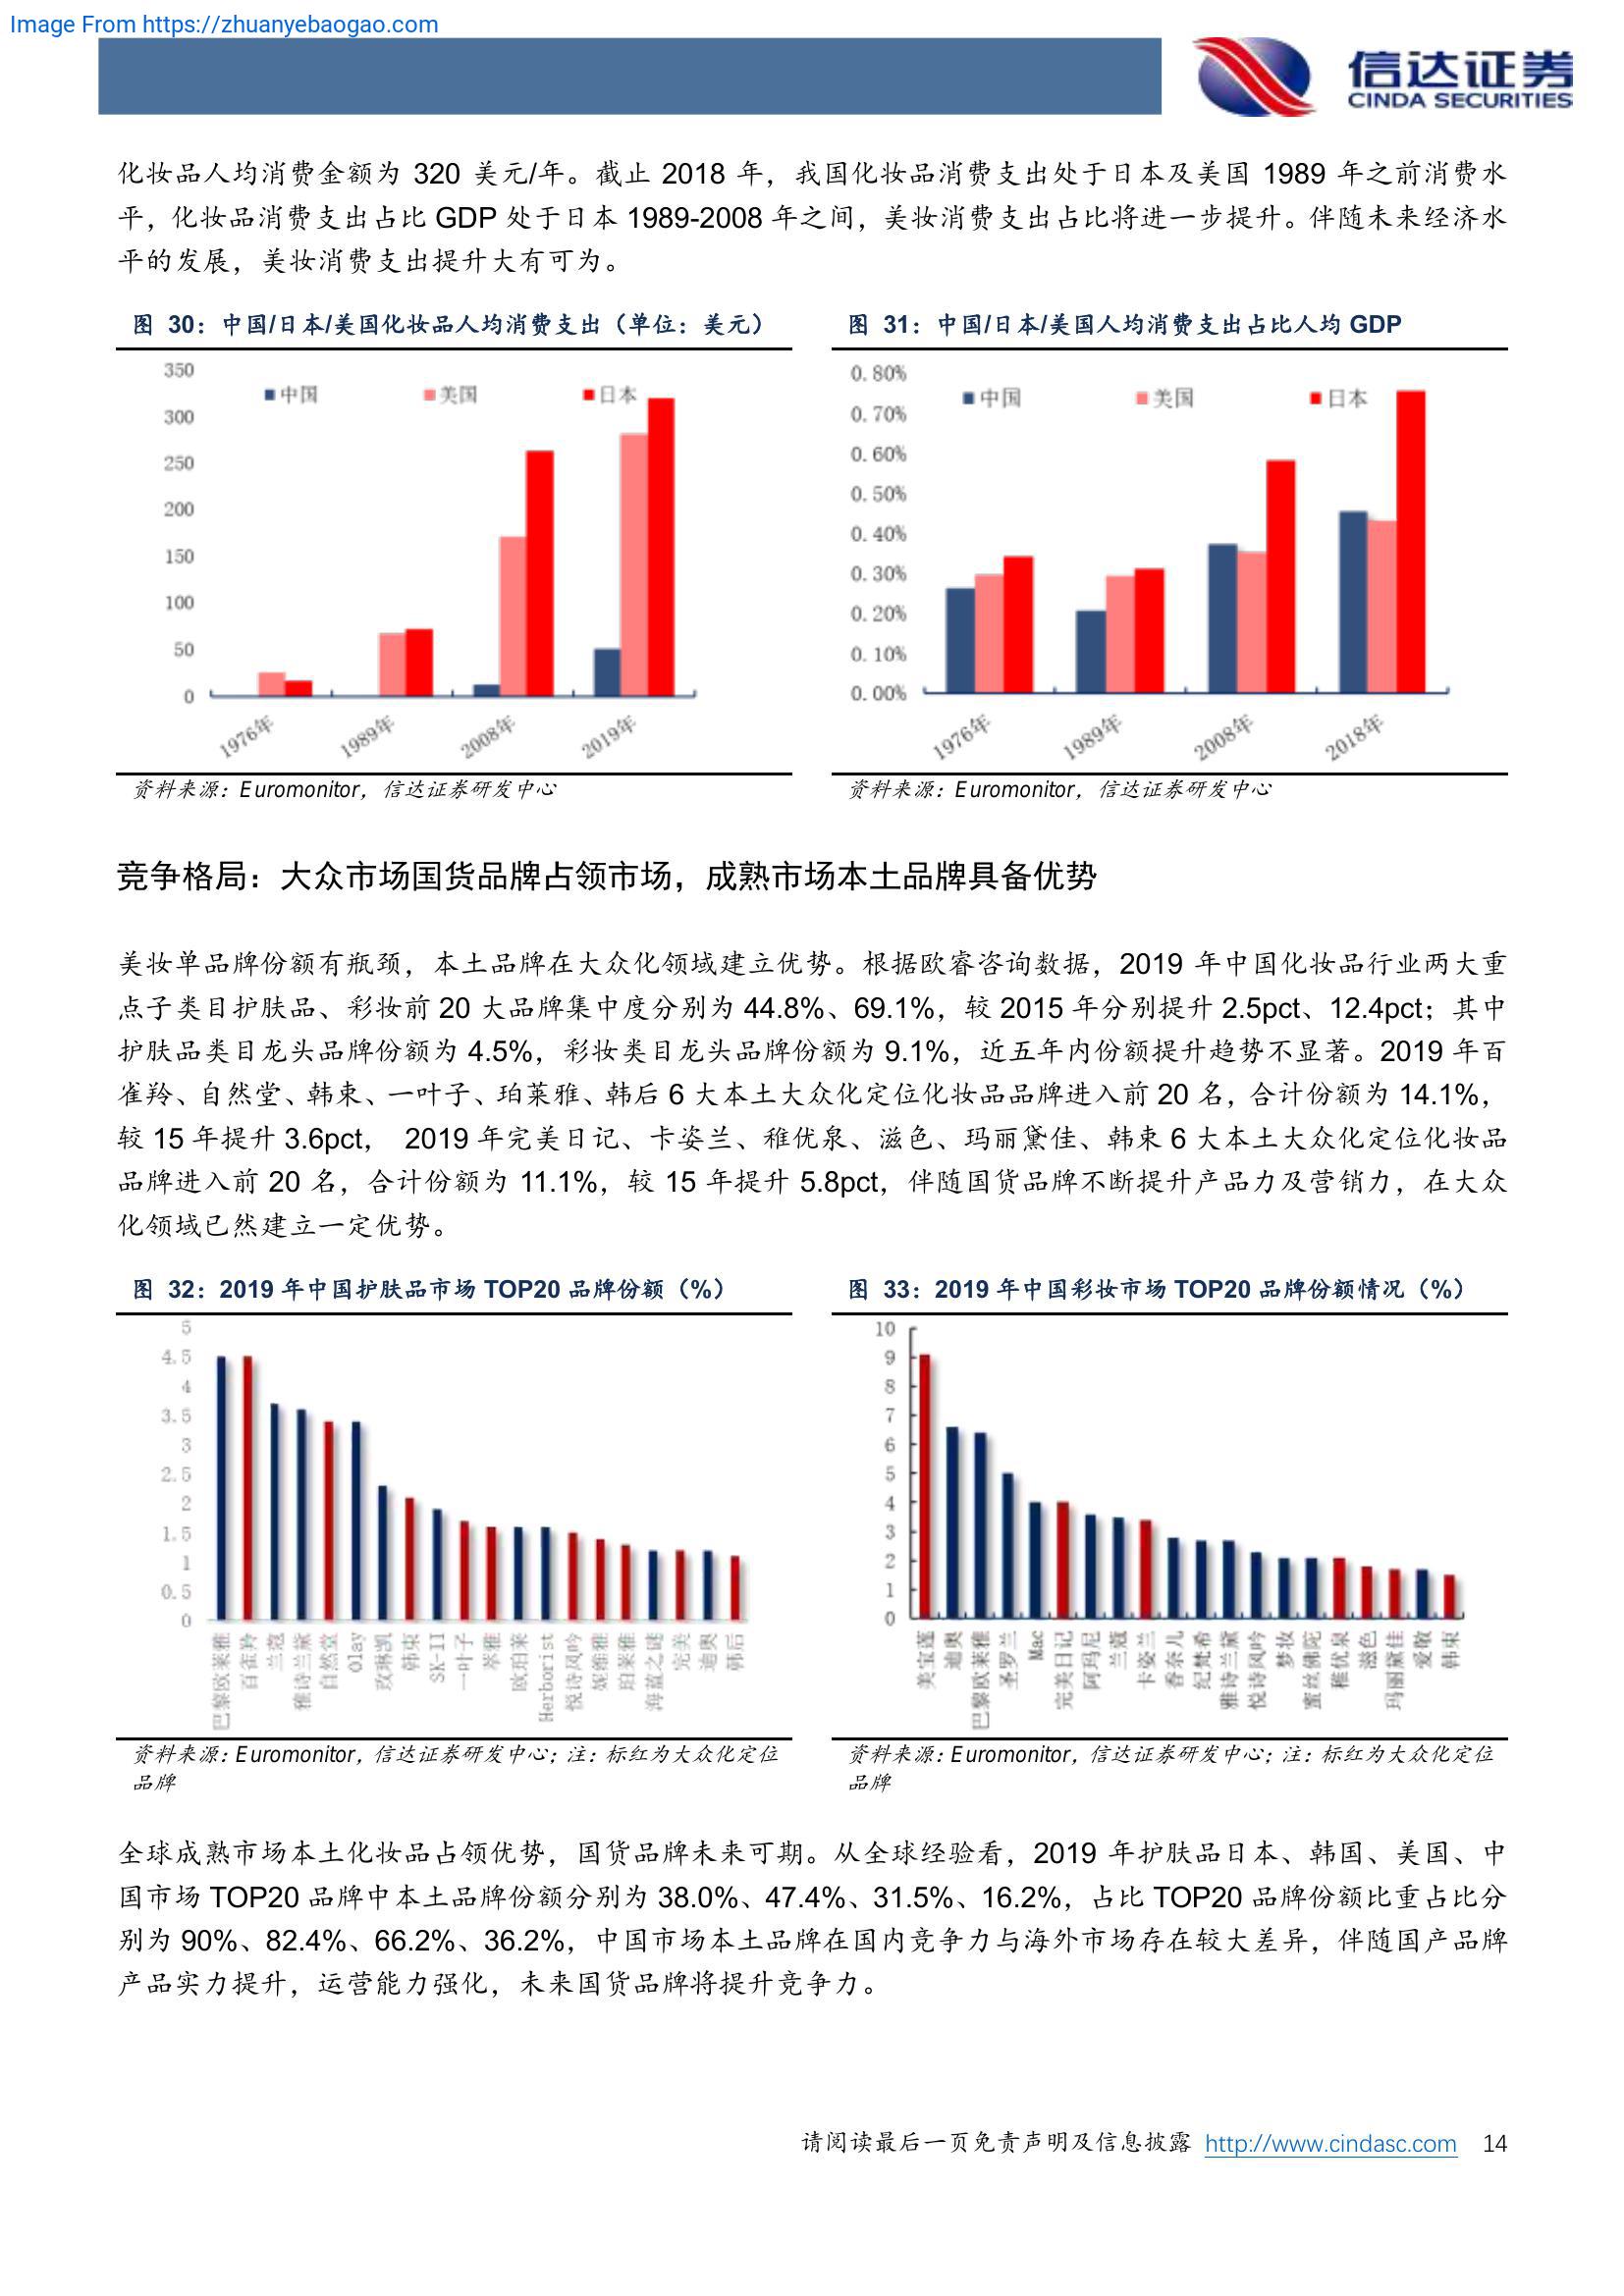 Image From https://zhuanyebaogao.com
信达证券
CINDA SECURITIES
化妆品人均消费金额为 320 美元/年。截止 2018 年，我国化妆品消费支出处于日本及美国 1989 年之前消费水
平，化妆品消费支出占比 GDP 处于日本 1989-2008 年之间，美妆消费支出占比将进一步提升。伴随未来经济水
平的发展，美妆消费支出提升大有可为。
图 30：中国/日本/美国化妆品人均消费支出（单位：美元）
350
300
250
200
150
100
50
0
中国 美国 日本
1976年 1989年 2008年 2019年
资料来源：Euromonitor，信达证券研发中心
图 31：中国/日本/美国人均消费支出占比人均 GDP
0.80%
0.70%
0.60%
0.50%
0.40%
0.30%
0.20%
0.10%
0.00%
中国 美国 日本
1976年 1989年 2008年 2018年
资料来源：Euromonitor，信达证券研发中心
竞争格局：大众市场国货品牌占领市场，成熟市场本土品牌具备优势
美妆单品牌份额有瓶颈，本土品牌在大众化领域建立优势。根据欧睿咨询数据，2019 年中国化妆品行业两大重
点子类目护肤品、彩妆前 20 大品牌集中度分别为 44.8%、69.1%，较 2015 年分别提升 2.5pct、12.4pct；其中
护肤品类目龙头品牌份额为 4.5%，彩妆类目龙头品牌份额为 9.1%，近五年内份额提升趋势不显著。2019 年百
雀羚、自然堂、韩束、一叶子、珀莱雅、韩后 6 大本土大众化定位化妆品品牌进入前 20 名，合计份额为 14.1%，
较 15 年提升 3.6pct， 2019 年完美日记、卡姿兰、稚优泉、滋色、玛丽黛佳、韩束 6 大本土大众化定位化妆品
品牌进入前 20 名，合计份额为 11.1%，较 15 年提升 5.8pct，伴随国货品牌不断提升产品力及营销力，在大众
化领域已然建立一定优势。
图 32：2019 年中国护肤品市场 TOP20 品牌份额（%）
5
4.5
4
3.5
3
2.5
2
1.5
1
0.5
0
巴黎欧莱雅 百雀羚 兰蔻 雅诗兰黛 自然堂 Olay 玫琳凯 韩束 SK-II 一叶子 萃雅 欧珀莱 Herborist 悦诗风吟 妮维雅 珀莱雅 海蓝之谜 完美 迪奥 韩后
资料来源：Euromonitor，信达证券研发中心；注：标红为大众化定位
品牌
图 33：2019 年中国彩妆市场 TOP20 品牌份额情况（%）
10
9
8
7
6
5
4
3
2
1
0
美宝莲 迪奥 巴黎欧莱雅 圣罗兰 Mac 完美日记 阿玛尼 兰蔻 卡姿兰 香奈儿 纪梵希 雅诗兰黛 悦诗风吟 梦妆 蜜丝佛陀 稚优泉 滋色 玛丽黛佳 爱敬 韩束
资料来源：Euromonitor，信达证券研发中心；注：标红为大众化定位
品牌
全球成熟市场本土化妆品占领优势，国货品牌未来可期。从全球经验看，2019 年护肤品日本、韩国、美国、中
国市场 TOP20 品牌中本土品牌份额分别为 38.0%、47.4%、31.5%、16.2%，占比 TOP20 品牌份额比重占比分
别为 90%、82.4%、66.2%、36.2%，中国市场本土品牌在国内竞争力与海外市场存在较大差异，伴随国产品牌
产品实力提升，运营能力强化，未来国货品牌将提升竞争力。
请阅读最后一页免责声明及信息披露 http://www.cindasc.com 14